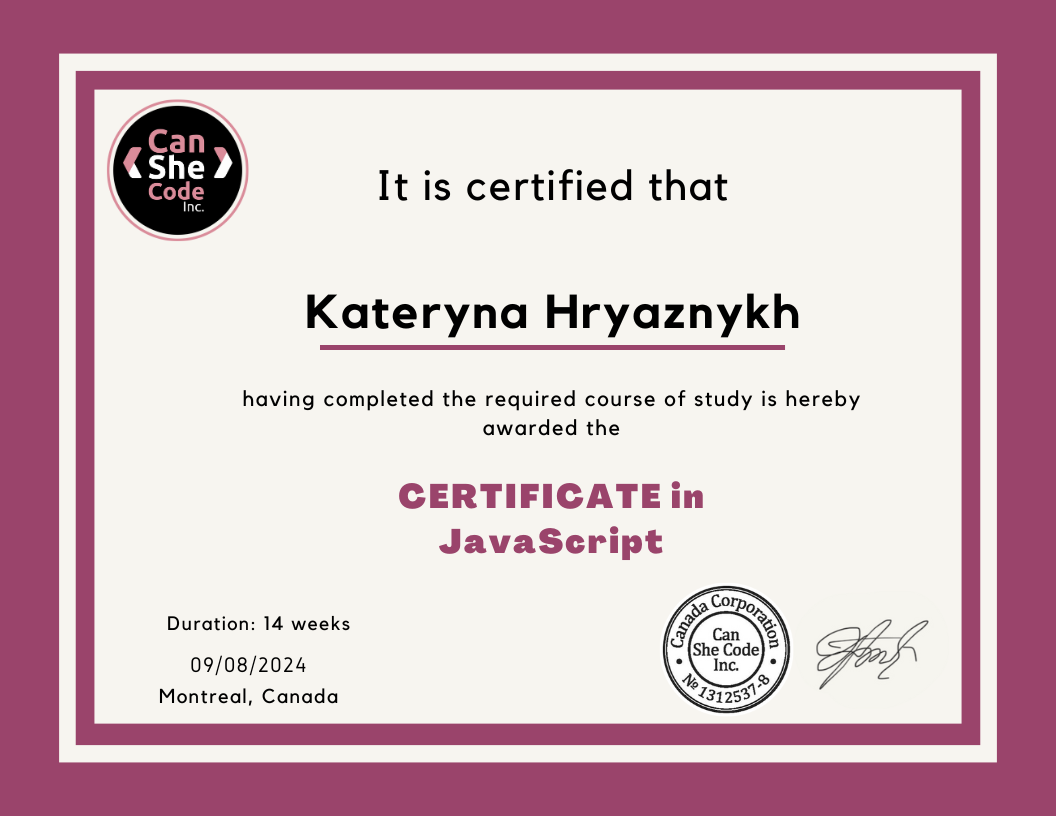 Can
She
Code
Inc.
It is certified that
Kateryna Hryaznykh
having completed the required course of study is hereby
awarded the
CERTIFICATE in
JavaScript
Duration: 14 weeks
09/08/2024
Montreal, Canada
Canada Corporation
Can
She Code
Inc.
№ 1312537-8